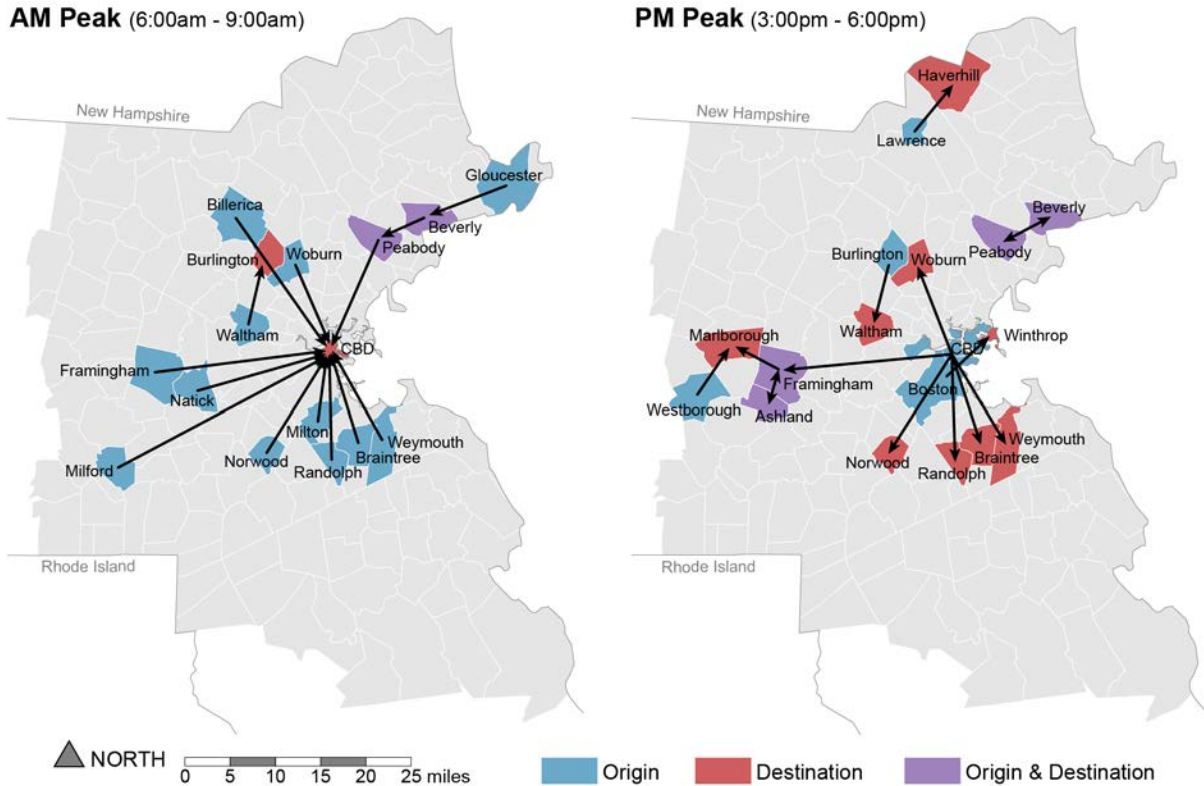 AM Peak (6:00am - 9:00am)
PM Peak (3:00pm - 6:00pm)
New Hampshire
Gloucester
Billerica
Beverly
Peabody
Burlington
Woburn
Waltham
CBD
Framingham
Natick
Milton
Weymouth
Norwood
Braintree
Milford
Randolph
Rhode Island
Haverhill
New Hampshire
Lawrence
Beverly
Peabody
Burlington
Woburn
Waltham
Marlborough
Winthrop
CBD
Framingham
Boston
Westborough
Ashland
Weymouth
Norwood
Braintree
Randolph
Rhode Island
NORTH
0 5 10 15 20 25 miles
Origin
Destination
Origin & Destination